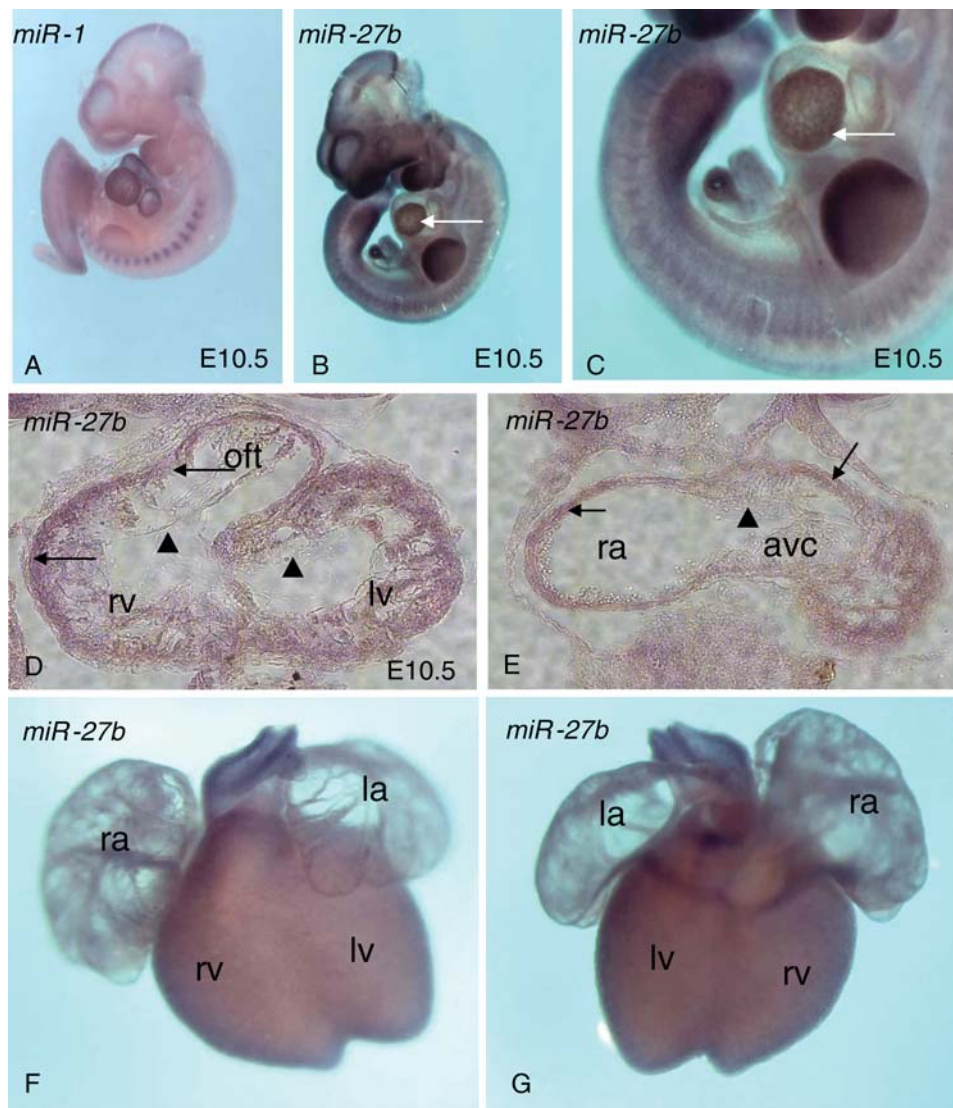 miR-1
A
E10.5
miR-27b
B
E10.5
miR-27b
C
E10.5
miR-27b
oft
rv
lv
D
E10.5
miR-27b
ra
avc
E
miR-27b
ra
la
rv
lv
F
miR-27b
la
ra
lv
rv
G